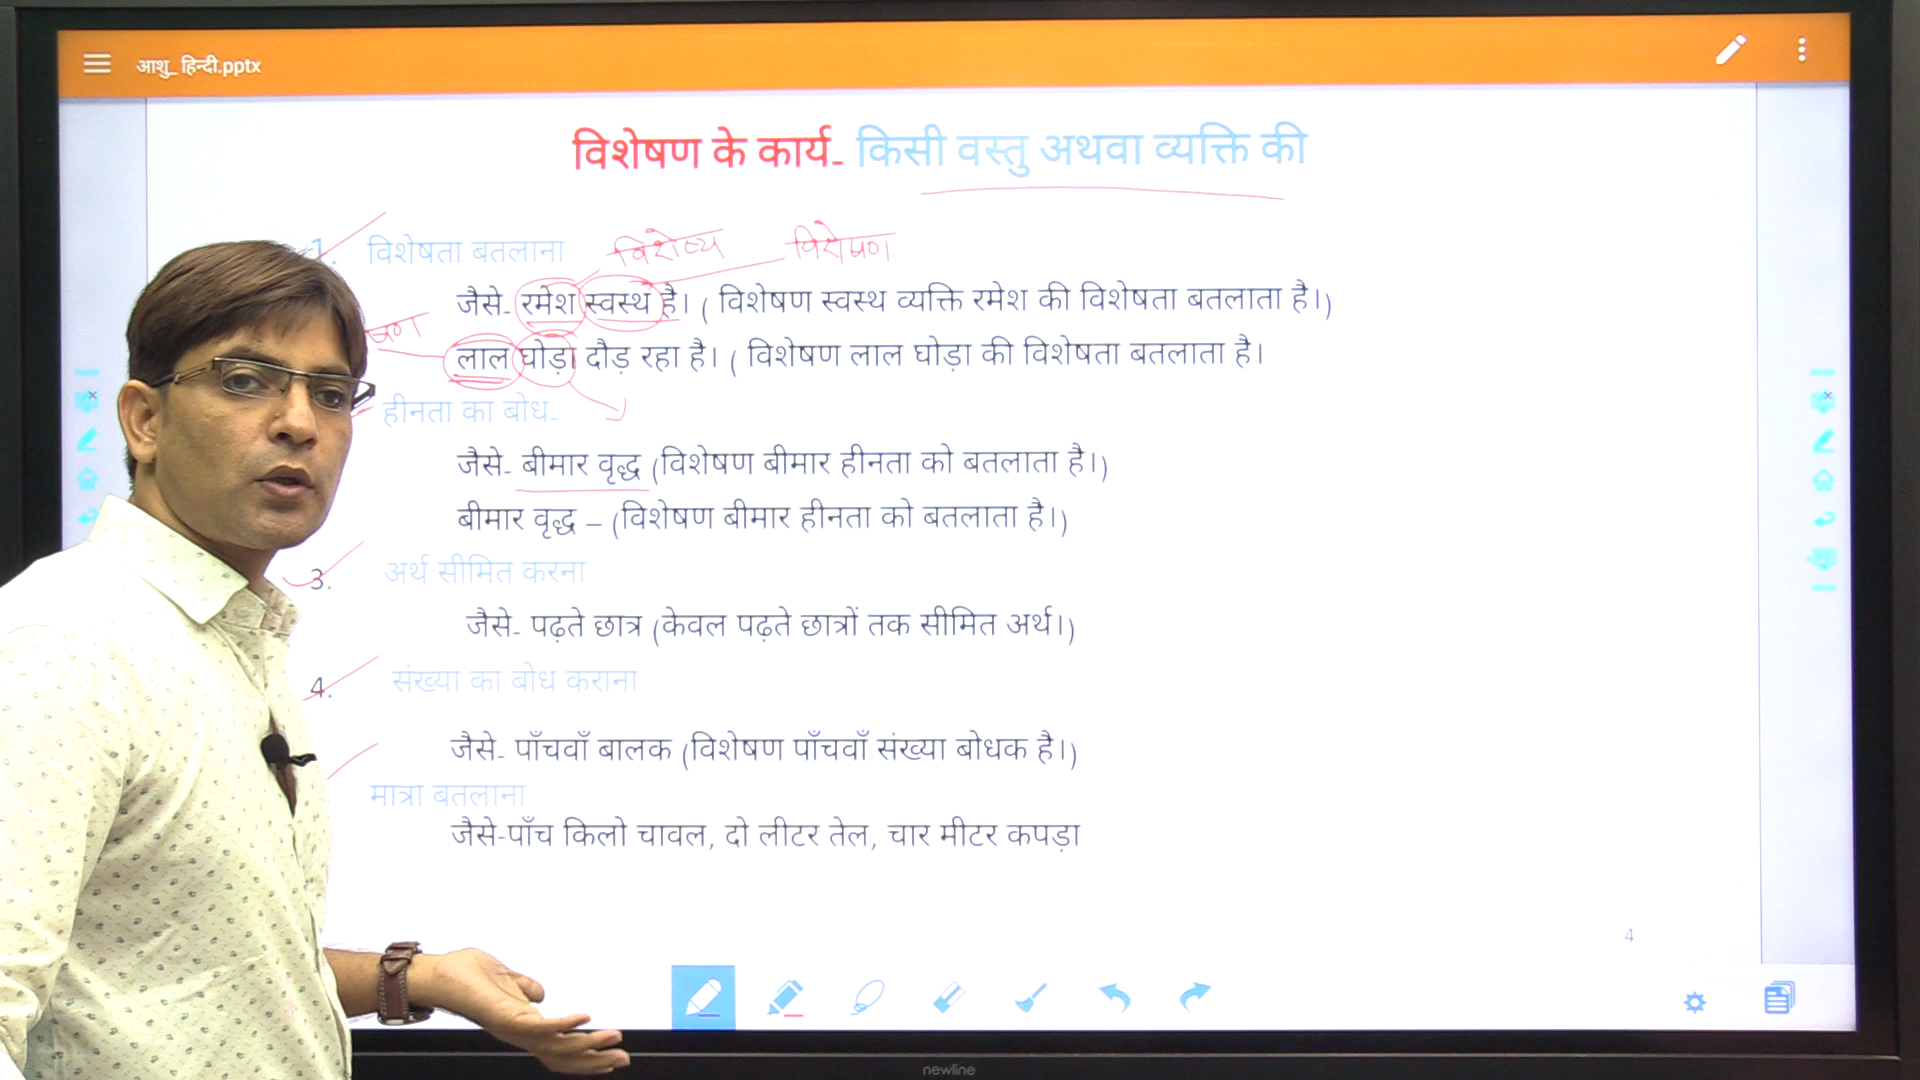 आशु_ हिन्दी.pptx
विशेषण के कार्य- किसी वस्तु अथवा व्यक्ति की
1. विशेषता बतलाना विशेष्य विशेषण
जैसे- रमेश स्वस्थ है। ( विशेषण स्वस्थ व्यक्ति रमेश की विशेषता बतलाता है।)
लाल घोड़ा दौड़ रहा है। ( विशेषण लाल घोड़ा की विशेषता बतलाता है।
हीनता का बोध-
जैसे- बीमार वृद्ध (विशेषण बीमार हीनता को बतलाता है।)
बीमार वृद्ध – (विशेषण बीमार हीनता को बतलाता है।)
3. अर्थ सीमित करना
जैसे- पढ़ते छात्र (केवल पढ़ते छात्रों तक सीमित अर्थ।)
4. संख्या का बोध कराना
जैसे- पाँचवाँ बालक (विशेषण पाँचवाँ संख्या बोधक है।)
मात्रा बतलाना
जैसे-पाँच किलो चावल, दो लीटर तेल, चार मीटर कपड़ा
4
newline